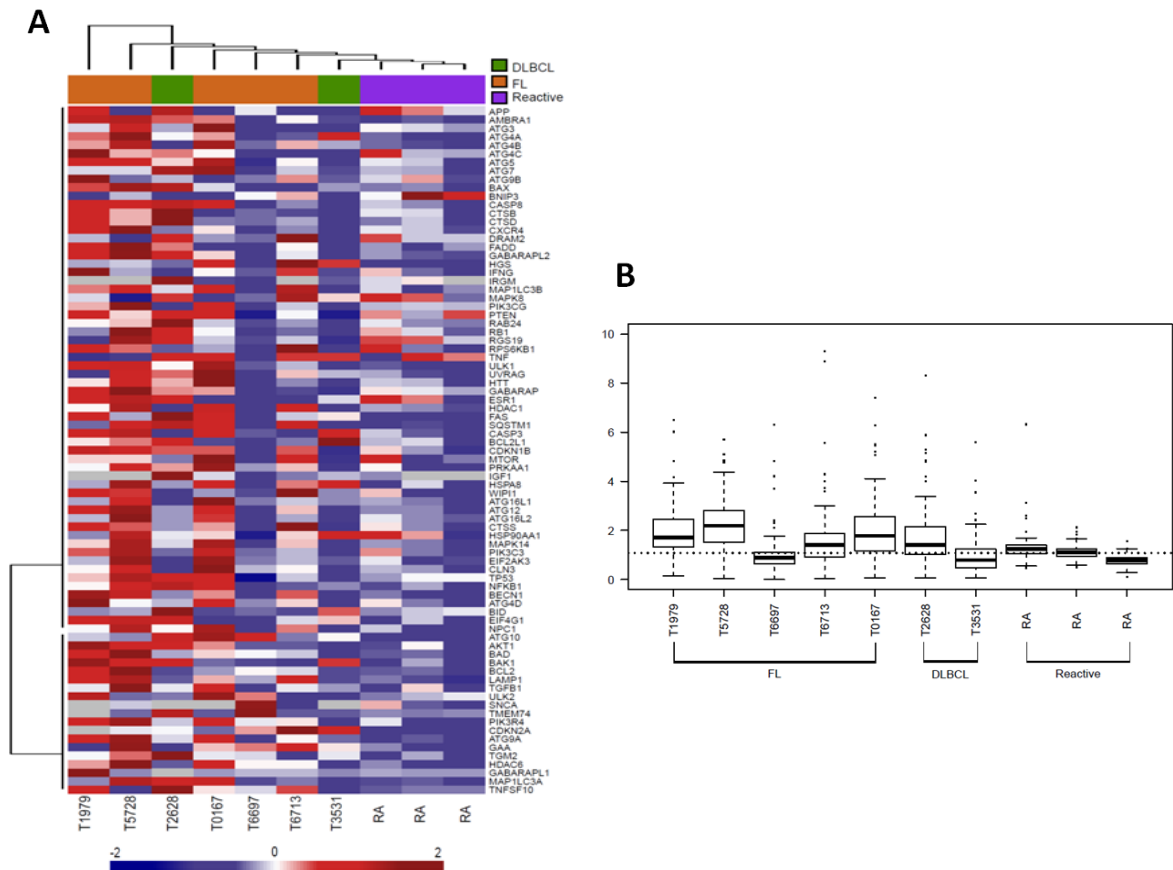 A
DLBCL
FL
Reactive
APP
AMBRA1
ATG3
ATG4A
ATG4B
ATG4C
ATG5
ATG7
ATG9B
BAX
BNIP3
CASP8
CTSB
CTSD
CXCR4
DRAM2
FADD
GABARAPL2
HGS
IFNG
IRGM
MAP1LC3B
MAPK8
PIK3CG
PTEN
RAB24
RB1
RGS19
RPS6KB1
TNF
ULK1
UVRAG
HTT
GABARAP
ESR1
HDAC1
FAS
SQSTM1
CASP3
BCL2L1
CDKN1B
MTOR
PRKAA1
IGF1
HSPA8
WIPI1
ATG16L1
ATG12
ATG16L2
CTSS
HSP90AA1
MAPK14
PIK3C3
EIF2AK3
CLN3
TP53
NFKB1
BECN1
ATG4D
BID
EIF4G1
NPC1
ATG10
AKT1
BAD
BAK1
BCL2
LAMP1
TGFB1
ULK2
SNCA
TMEM74
PIK3R4
CDKN2A
ATG9A
GAA
TGM2
HDAC6
GABARAPL1
MAP1LC3A
TNFSF10
T1979 T5728 T2628 T0167 T6697 T6713 T3531 RA RA RA
-2 0 2
B
10
8
6
4
2
0
T1979 T5728 T6697 T6713 T0167 T2628 T3531 RA RA RA
FL DLBCL Reactive